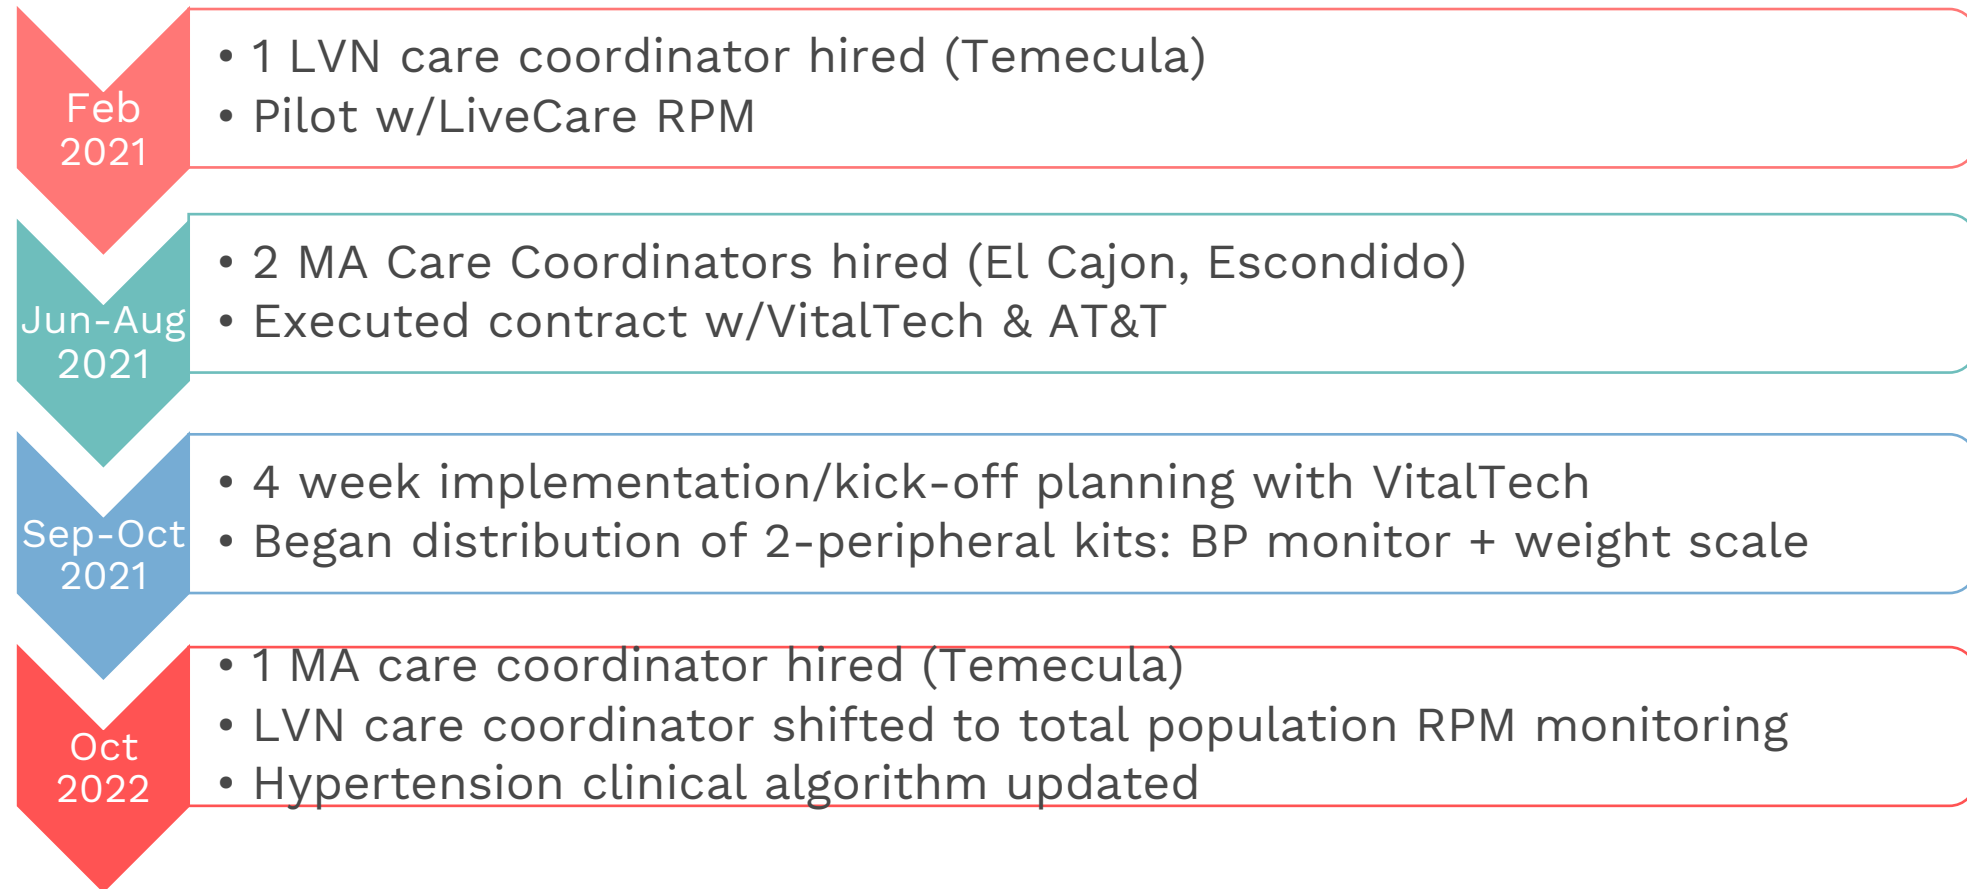 Feb
2021
• 1 LVN care coordinator hired (Temecula)
• Pilot w/LiveCare RPM
Jun-Aug
2021
• 2 MA Care Coordinators hired (El Cajon, Escondido)
• Executed contract w/VitalTech & AT&T
Sep-Oct
2021
• 4 week implementation/kick-off planning with VitalTech
• Began distribution of 2-peripheral kits: BP monitor + weight scale
Oct
2022
• 1 MA care coordinator hired (Temecula)
• LVN care coordinator shifted to total population RPM monitoring
• Hypertension clinical algorithm updated